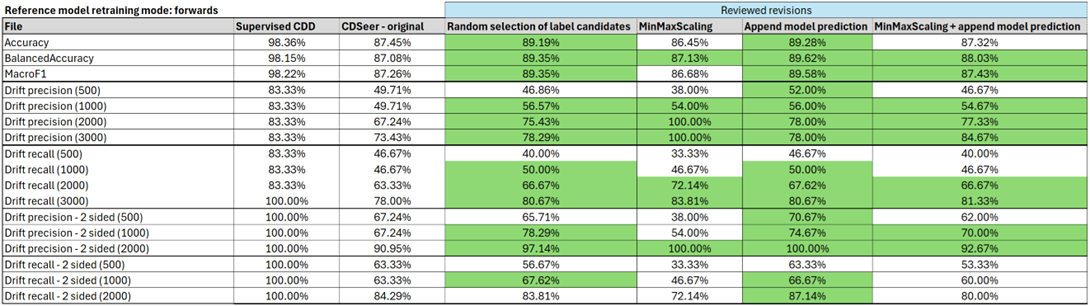 Reference model retraining mode: forwards Reviewed revisions
File Supervised CDD CDSeer - original Random selection of label candidates MinMaxScaling Append model prediction MinMaxScaling + append model prediction
Accuracy 98.36% 87.45% 89.19% 86.45% 89.28% 87.32%
BalancedAccuracy 98.15% 87.08% 89.35% 87.13% 89.62% 88.03%
MacroF1 98.22% 87.26% 89.35% 86.68% 89.58% 87.43%
Drift precision (500) 83.33% 49.71% 46.86% 38.00% 52.00% 46.67%
Drift precision (1000) 83.33% 49.71% 56.57% 54.00% 56.00% 54.67%
Drift precision (2000) 83.33% 67.24% 75.43% 100.00% 78.00% 77.33%
Drift precision (3000) 83.33% 73.43% 78.29% 100.00% 78.00% 84.67%
Drift recall (500) 83.33% 46.67% 40.00% 33.33% 46.67% 40.00%
Drift recall (1000) 83.33% 46.67% 50.00% 46.67% 50.00% 46.67%
Drift recall (2000) 83.33% 63.33% 66.67% 72.14% 67.62% 66.67%
Drift recall (3000) 100.00% 78.00% 80.67% 83.81% 80.67% 81.33%
Drift precision - 2 sided (500) 100.00% 67.24% 65.71% 38.00% 70.67% 62.00%
Drift precision - 2 sided (1000) 100.00% 67.24% 78.29% 54.00% 74.67% 70.00%
Drift precision - 2 sided (2000) 100.00% 90.95% 97.14% 100.00% 100.00% 92.67%
Drift recall - 2 sided (500) 100.00% 63.33% 56.67% 33.33% 63.33% 53.33%
Drift recall - 2 sided (1000) 100.00% 63.33% 67.62% 46.67% 66.67% 60.00%
Drift recall - 2 sided (2000) 100.00% 84.29% 83.81% 72.14% 87.14% 80.00%